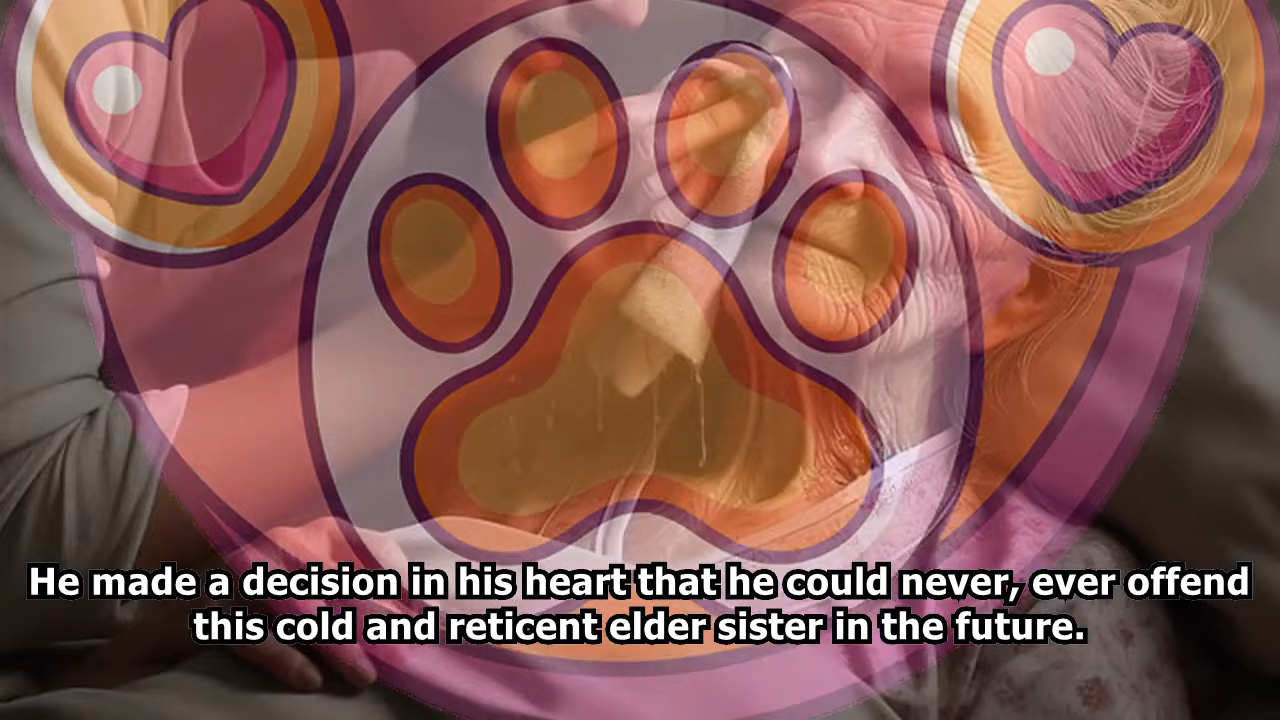 He made a decision in his heart that he could never, ever offend
this cold and reticent elder sister in the future.